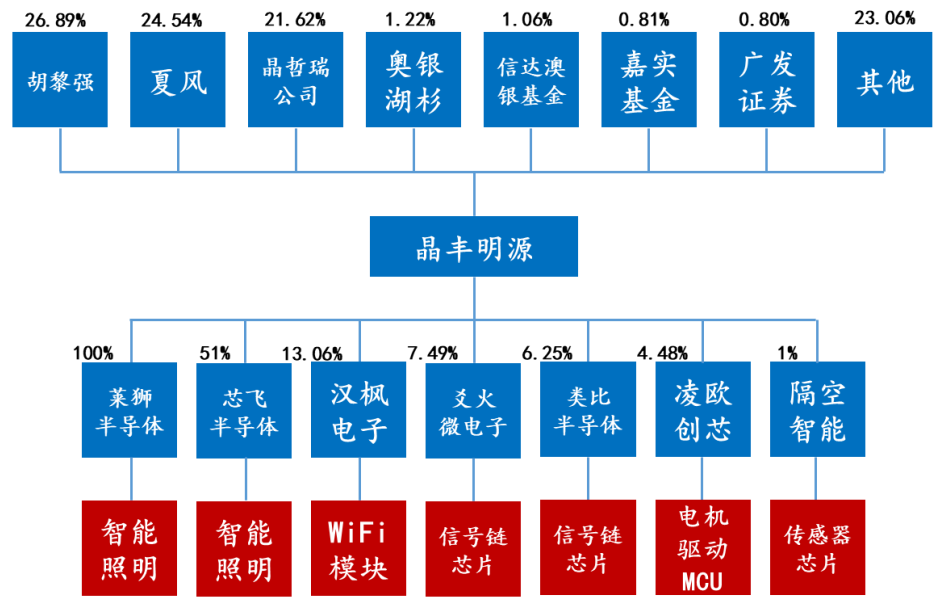 26.89% 24.54% 21.62% 1.22% 1.06% 0.81% 0.80% 23.06%
胡黎强
夏风
晶哲瑞
公司
奥银
湖杉
信达澳
银基金
嘉实
基金
广发
证券
其他
晶丰明源
100% 51% 13.06% 7.49% 6.25% 4.48% 1%
莱狮
半导体
芯飞
半导体
汉枫
电子
爻火
微电子
类比
半导体
凌欧
创芯
隔空
智能
智能
照明
智能
照明
WiFi
模块
信号链
芯片
信号链
芯片
电机
驱动
MCU
传感器
芯片